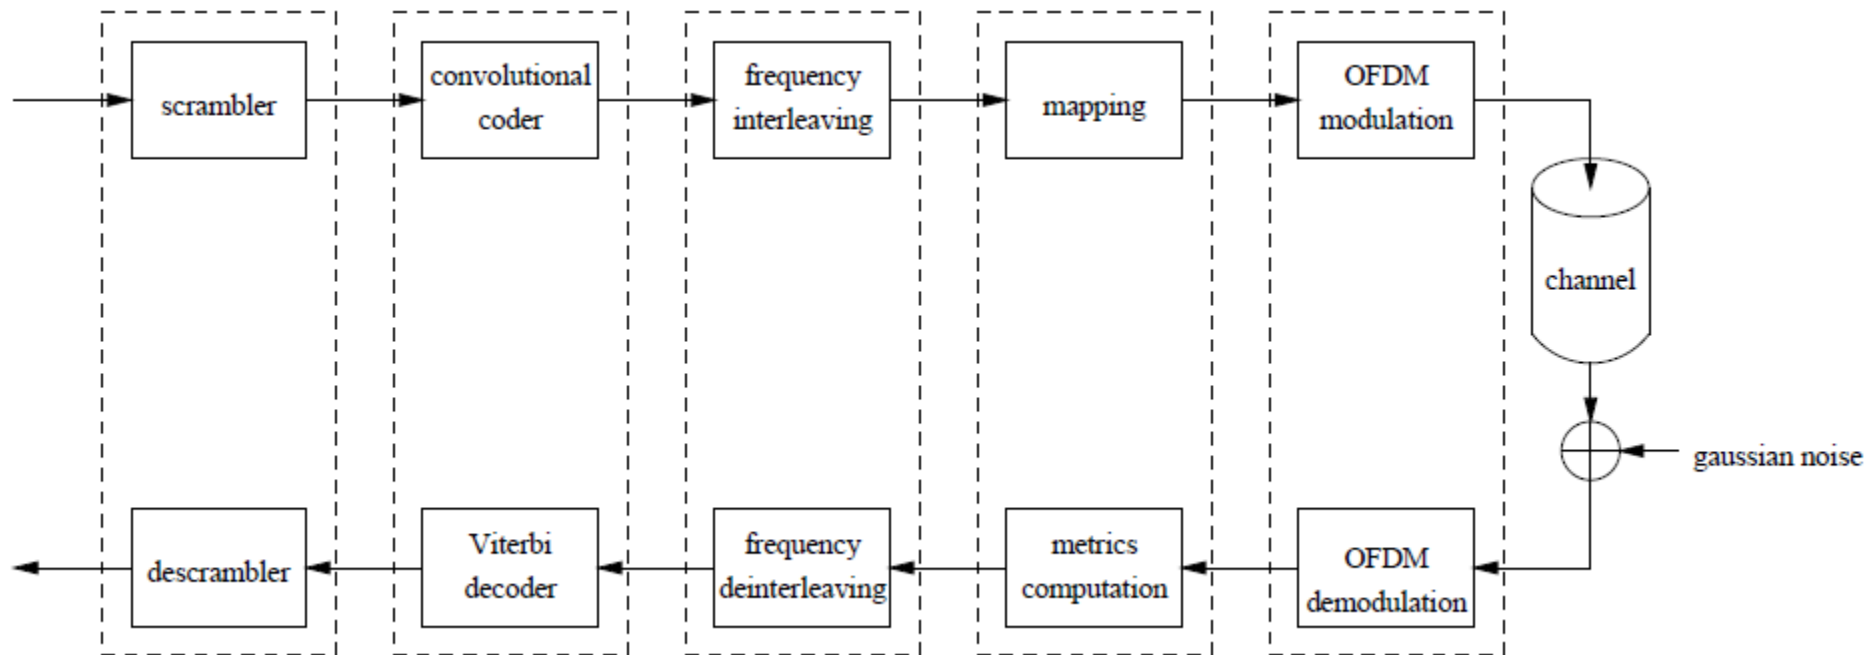 scrambler
convolutional
coder
frequency
interleaving
mapping
OFDM
modulation
channel
gaussian noise
descrambler
Viterbi
decoder
frequency
deinterleaving
metrics
computation
OFDM
demodulation